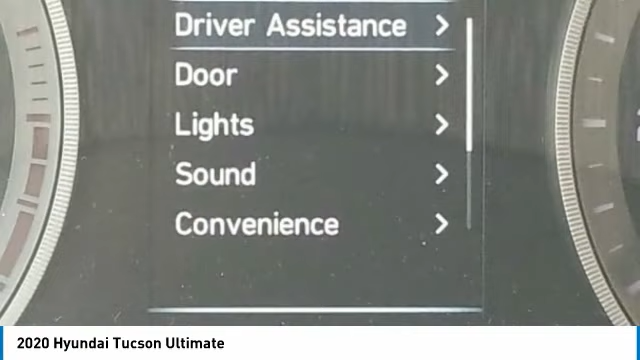 Driver Assistance
Door
Lights
Sound
Convenience
2020 Hyundai Tucson Ultimate